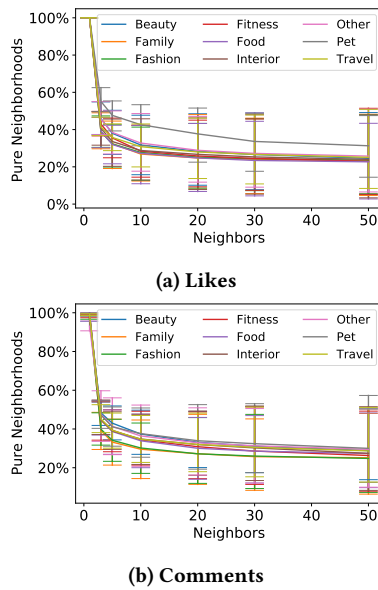 100%
80%
60%
40%
20%
0%
Pure Neighborhoods
Beauty Fitness Other
Family Food Pet
Fashion Interior Travel
0 10 20 30 40 50
Neighbors
(a) Likes
100%
80%
60%
40%
20%
Pure Neighborhoods
Beauty Fitness Other
Family Food Pet
Fashion Interior Travel
0 10 20 30 40 50
Neighbors
(b) Comments